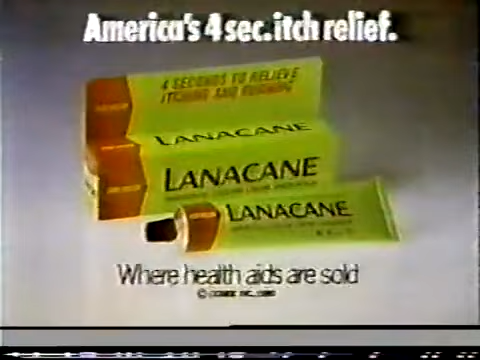 America's 4 sec. itch relief.
4 SECONDS TO RELIEVE
ITCHING AND BURNING
LANACANE
LANACANE
LANACANE
Where health aids are sold